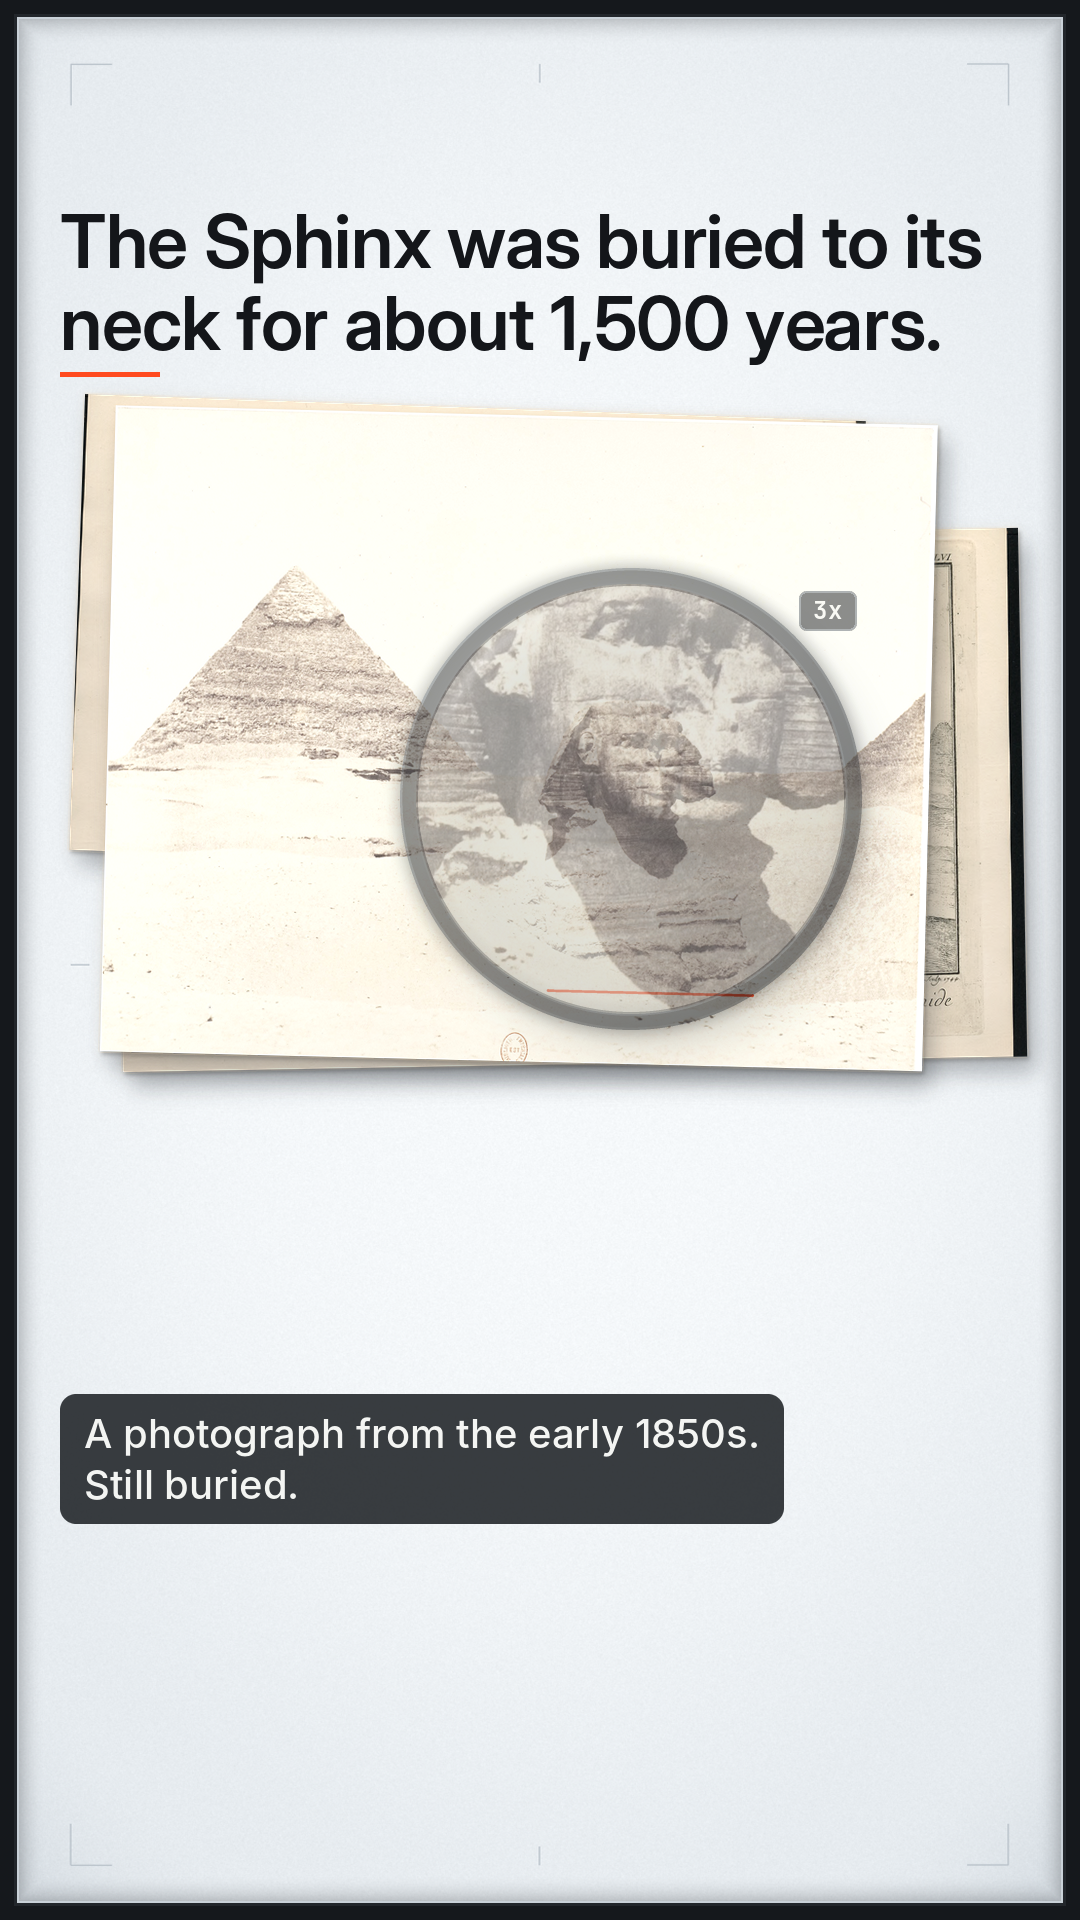 The Sphinx was buried to its
neck for about 1,500 years.
LVI
3x
A photograph from the early 1850s.
Still buried.